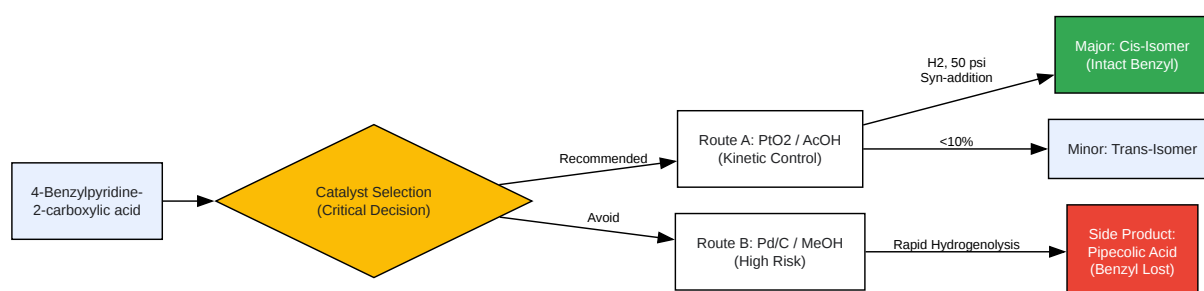 4-Benzylpyridine-
2-carboxylic acid
Catalyst Selection
(Critical Decision)
Recommended
Avoid
Route A: PtO2 / AcOH
(Kinetic Control)
Route B: Pd/C / MeOH
(High Risk)
H2, 50 psi
Syn-addition
<10%
Rapid Hydrogenolysis
Major: Cis-Isomer
(Intact Benzyl)
Minor: Trans-Isomer
Side Product:
Pipecolic Acid
(Benzyl Lost)